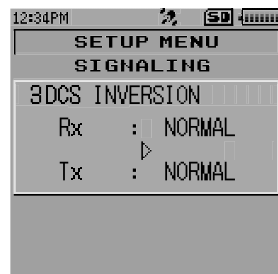 12:34PM SD
SETUP MENU
SIGNALING
3DCS INVERSION
Rx : NORMAL
Tx : NORMAL